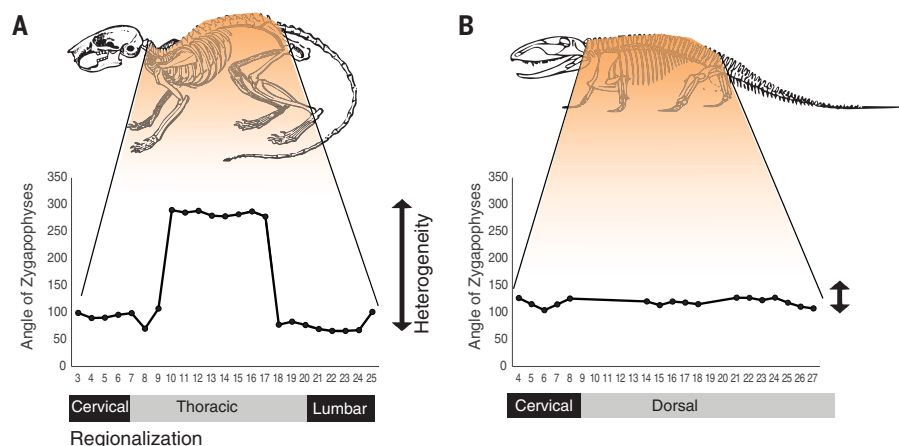 A
Angle of Zygapophyses
350
300
250
200
150
100
50
0
3 4 5 6 7 8 9 10 11 12 13 14 15 16 17 18 19 20 21 22 23 24 25
Heterogeneity
Cervical Thoracic Lumbar
Regionalization
B
Angle of Zygapophyses
350
300
250
200
150
100
50
0
4 5 6 7 8 9 10 11 12 13 14 15 16 17 18 19 20 21 22 23 24 25 26 27
Cervical Dorsal